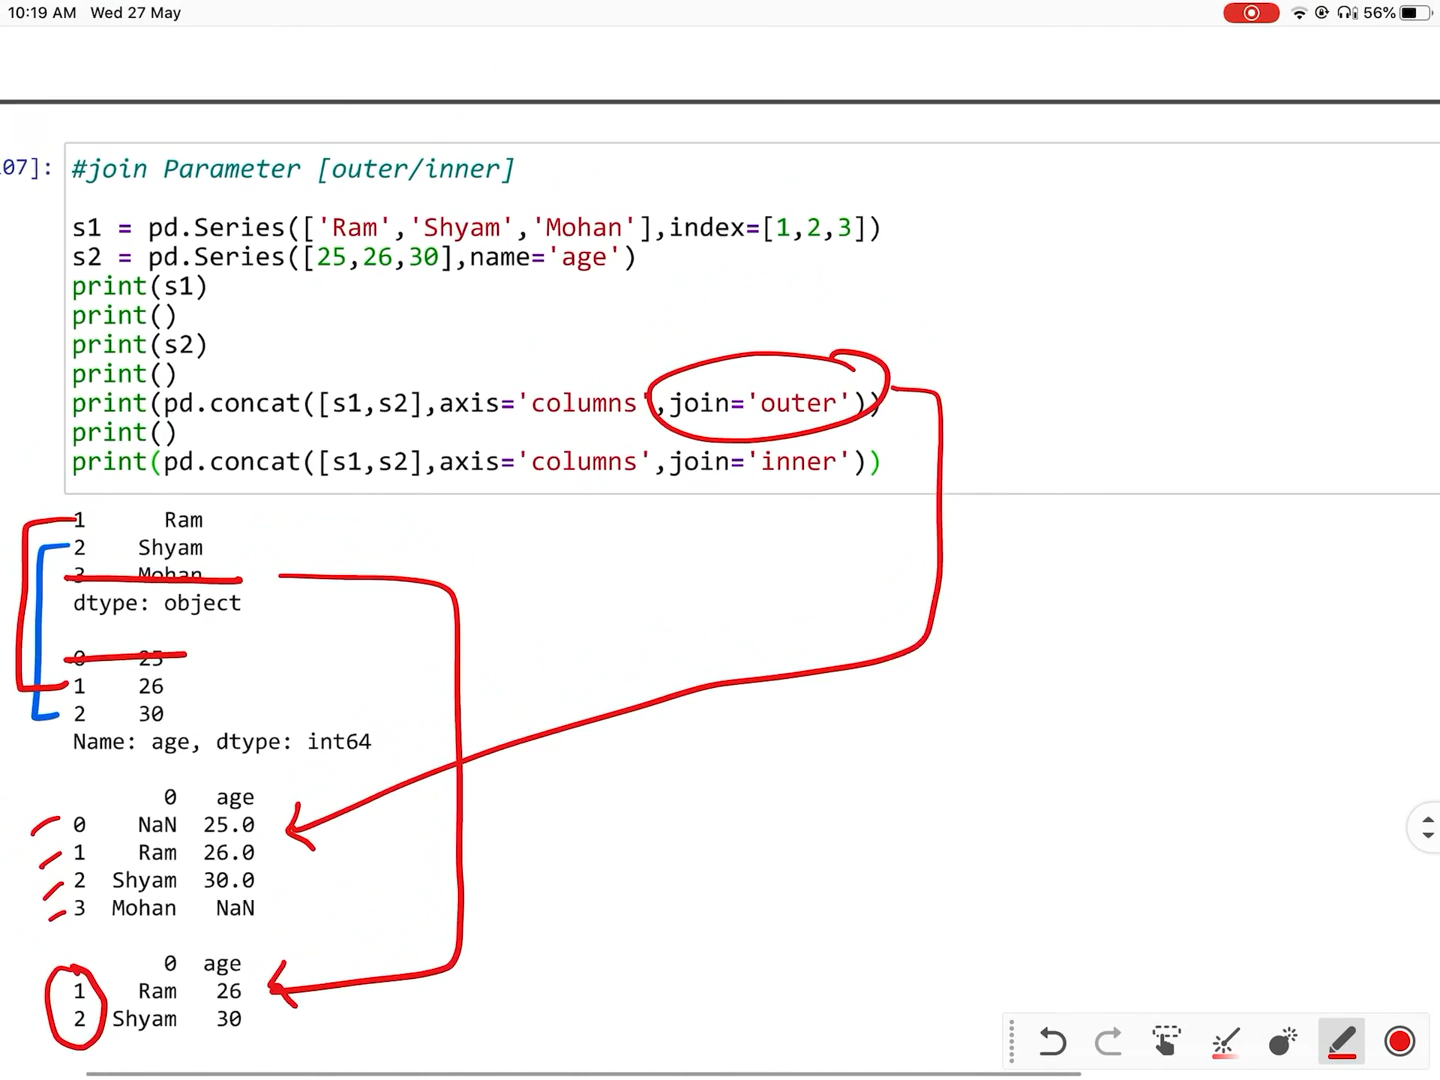 10:19 AM Wed 27 May
56%
07]:
#join Parameter [outer/inner]
s1 = pd.Series(['Ram','Shyam','Mohan'],index=[1,2,3])
s2 = pd.Series([25,26,30],name='age')
print(s1)
print()
print(s2)
print()
print(pd.concat([s1,s2],axis='columns',join='outer'))
print()
print(pd.concat([s1,s2],axis='columns',join='inner'))
1 Ram
2 Shyam
3 Mohan
dtype: object
0 25
1 26
2 30
Name: age, dtype: int64
0 age
0 NaN 25.0
1 Ram 26.0
2 Shyam 30.0
3 Mohan NaN
0 age
1 Ram 26
2 Shyam 30